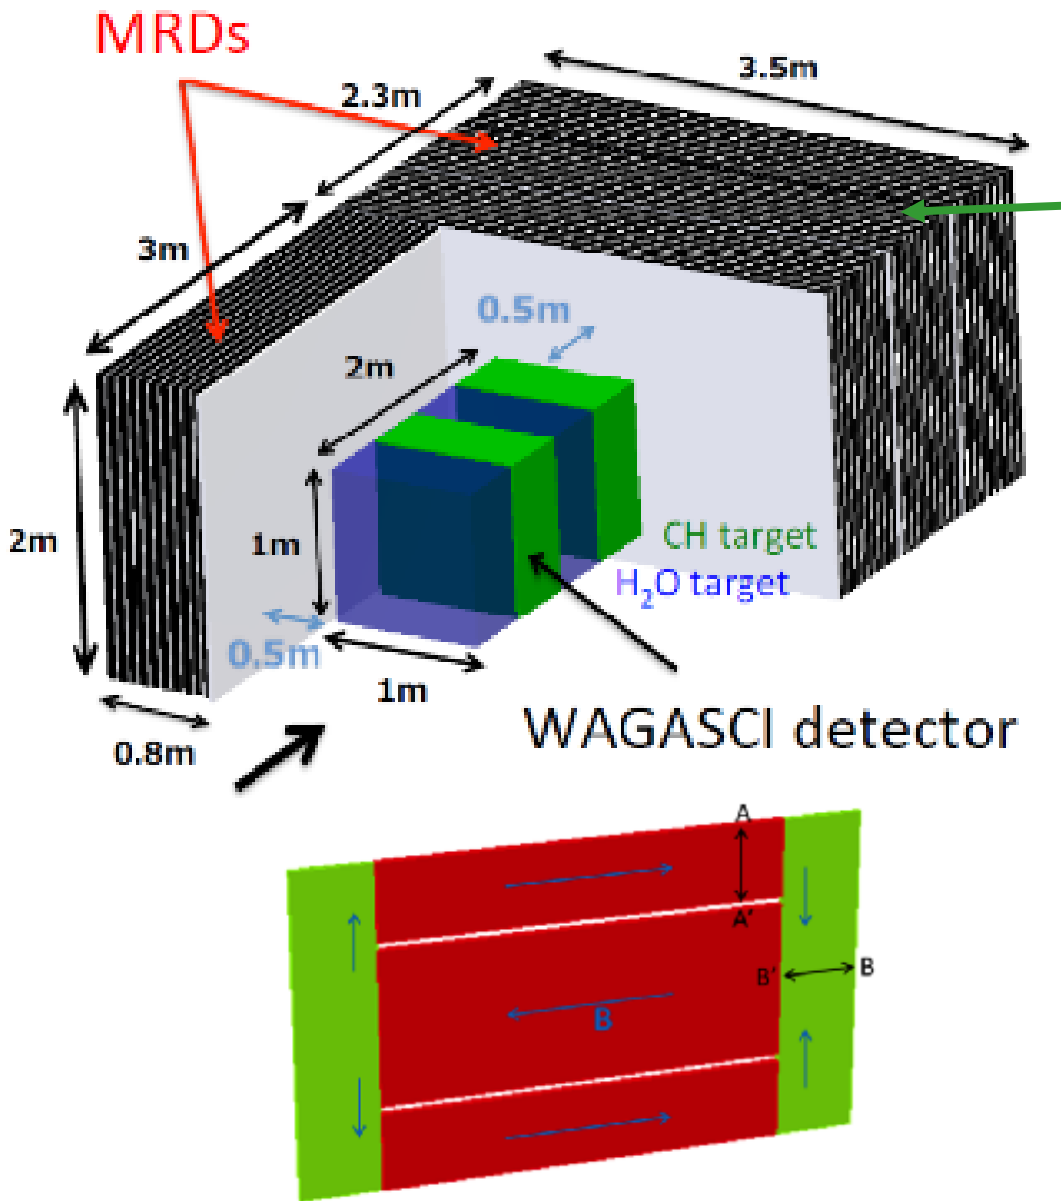 MRDs
3.5m
2.3m
3m
0.5m
2m
2m
1m
CH target
H₂O target
0.5m
1m
0.8m
WAGASCI detector
A
A'
B'
B
B